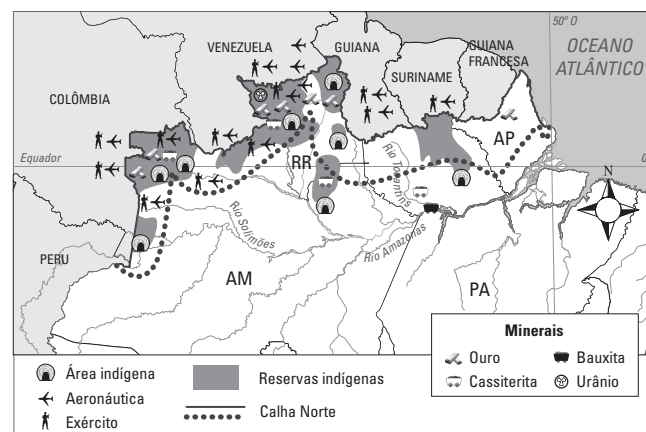 50° O
VENEZUELA
GUIANA
GUIANA
FRANCESA
OCEANO
ATLÂNTICO
SURINAME
COLÔMBIA
Equador
0°
AP
RR
Rio Tocantins
N
Rio Solimões
Rio Amazonas
PERU
AM
PA
Minerais
Ouro
Bauxita
Cassiterita
Urânio
Área indígena
Reservas indígenas
Aeronáutica
Calha Norte
Exército